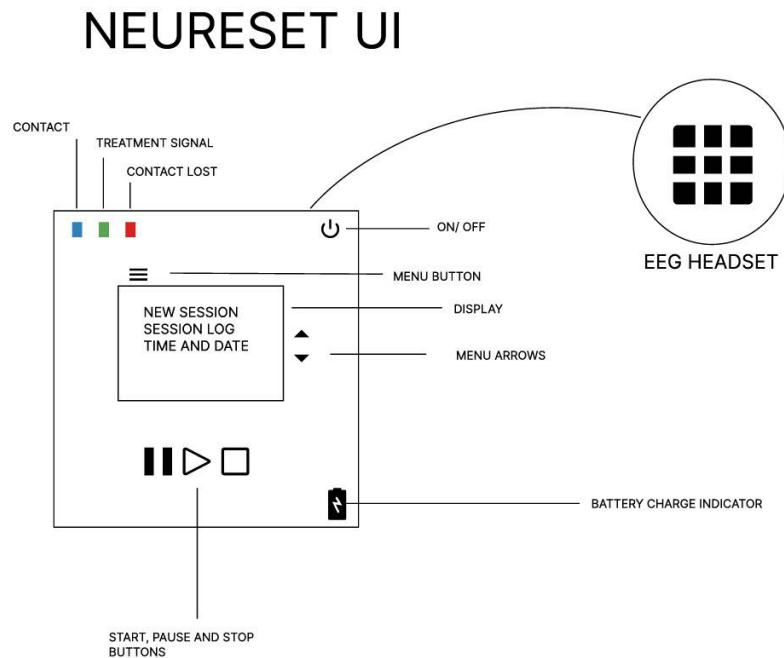 NEURESET UI
CONTACT
TREATMENT SIGNAL
CONTACT LOST
ON/ OFF
EEG HEADSET
MENU BUTTON
NEW SESSION
SESSION LOG
TIME AND DATE
DISPLAY
MENU ARROWS
BATTERY CHARGE INDICATOR
START, PAUSE AND STOP
BUTTONS